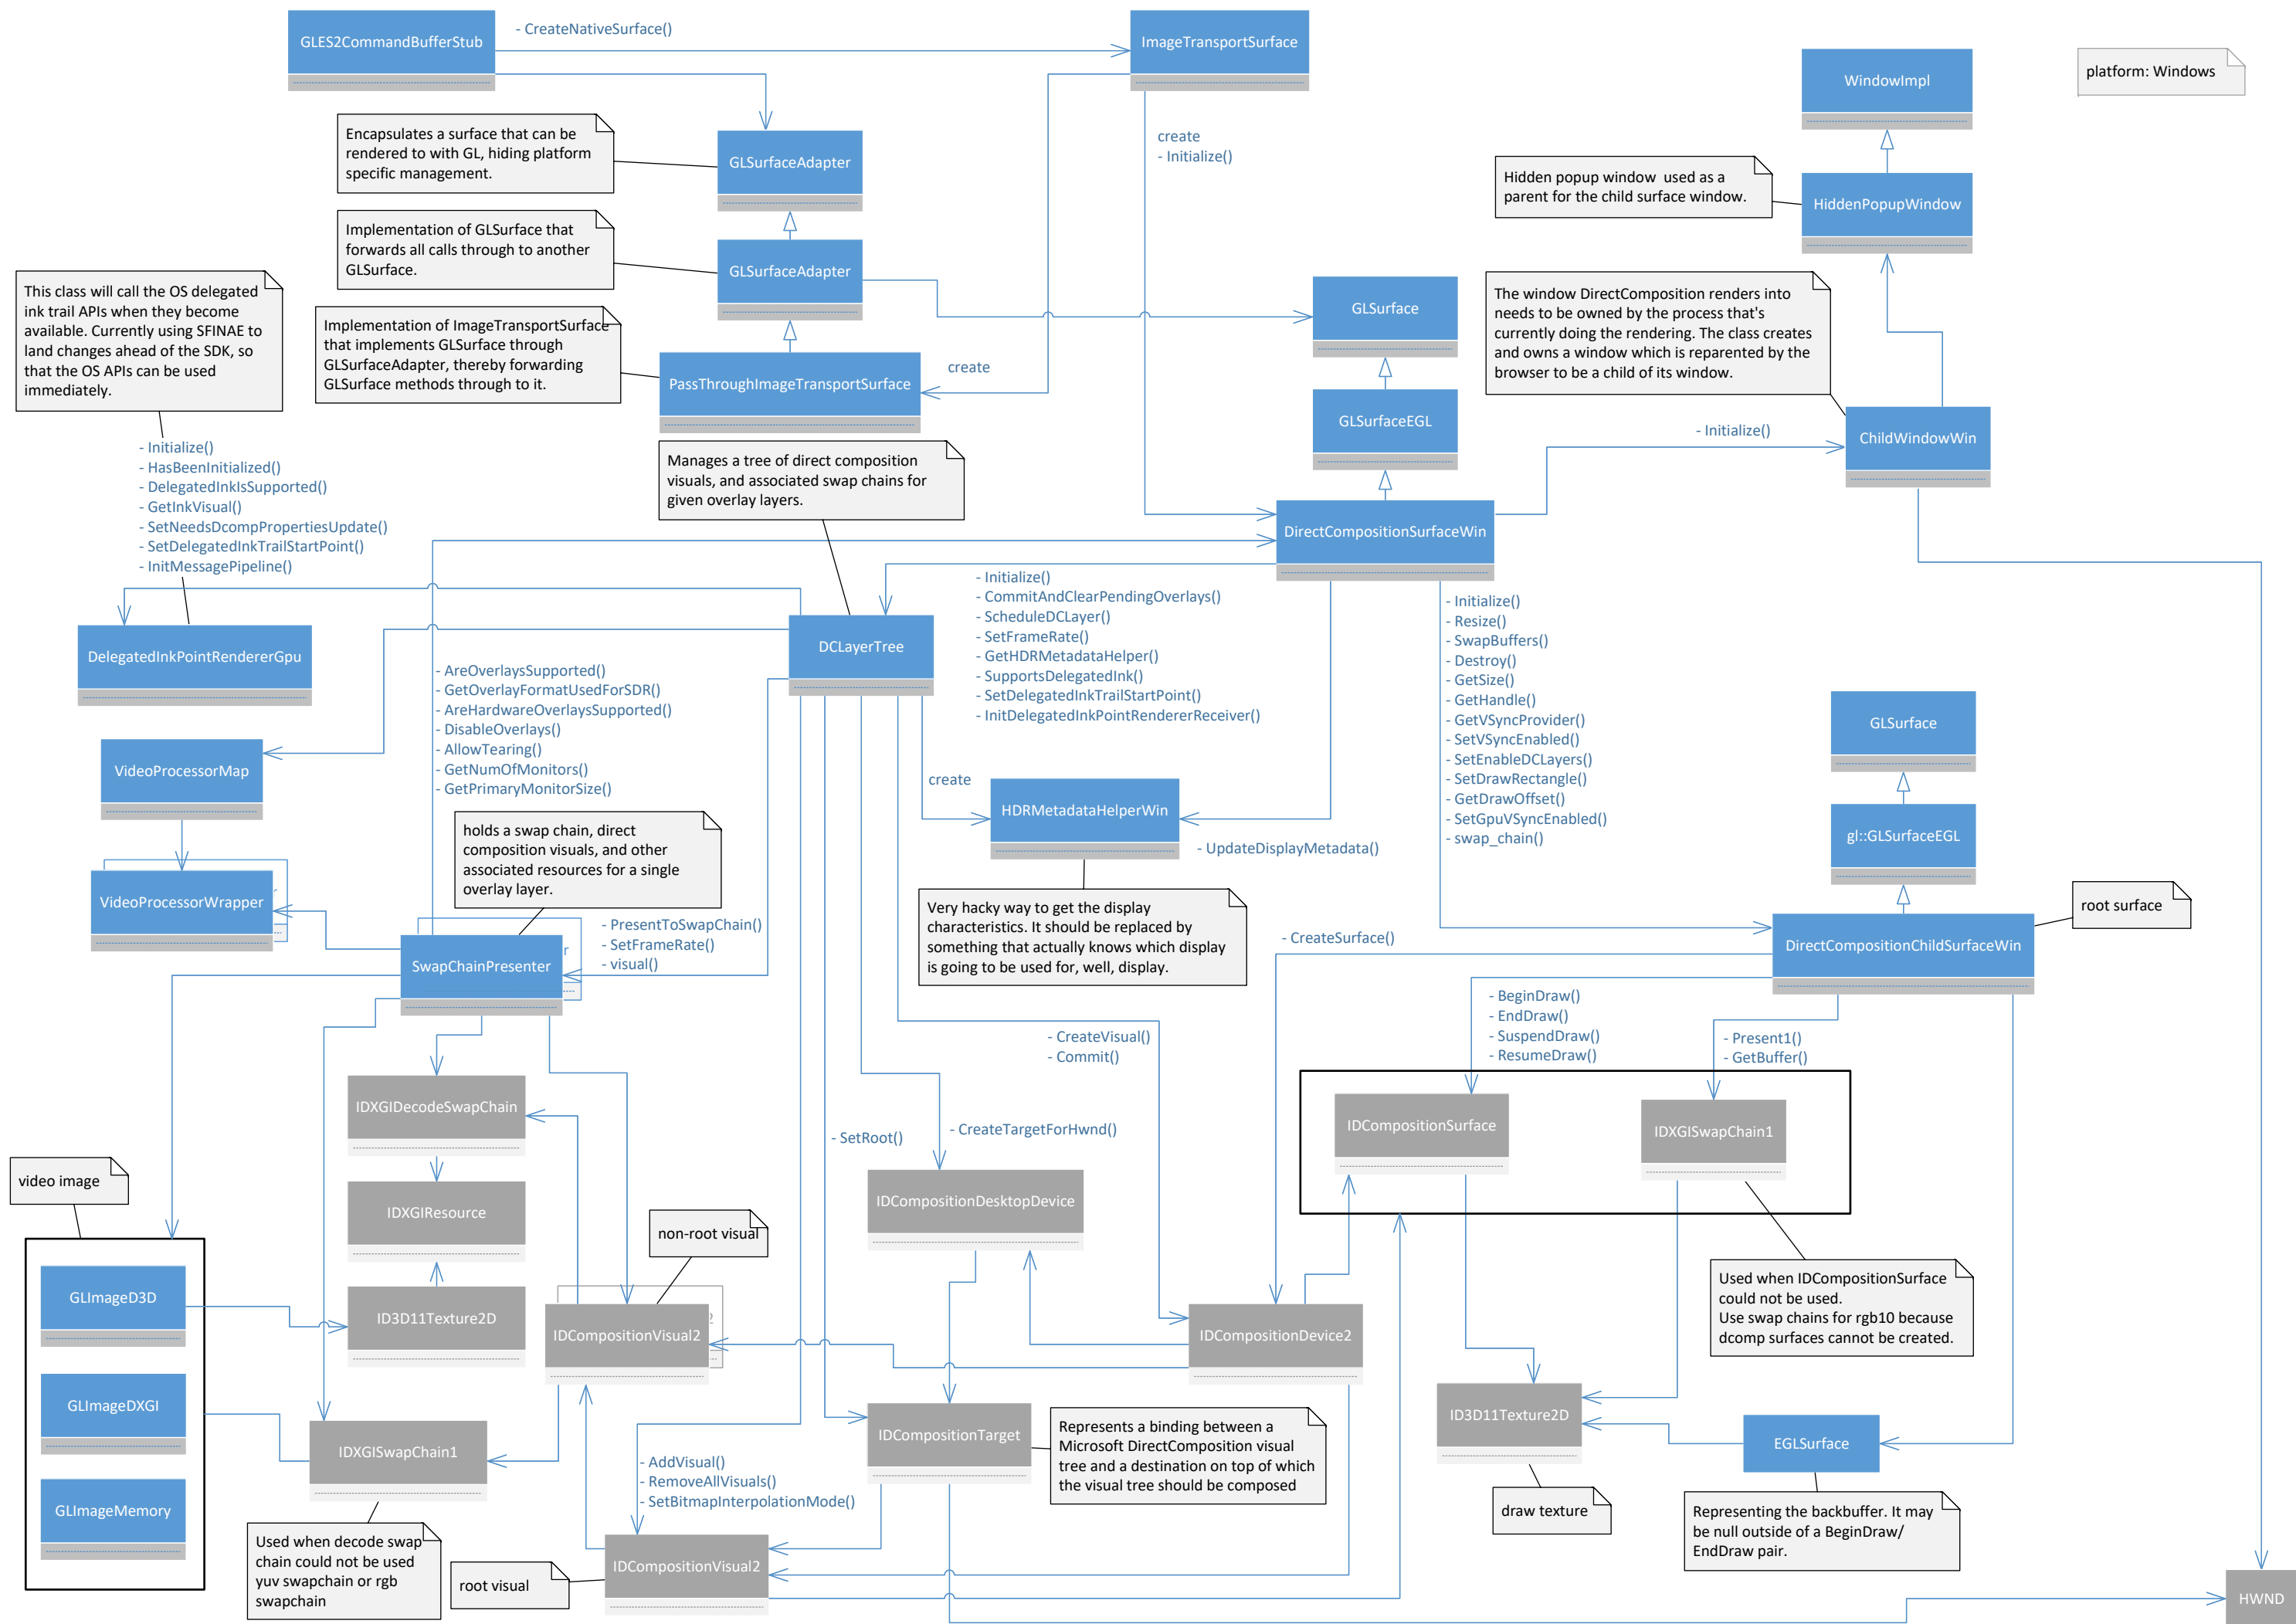 GLES2CommandBufferStub
- CreateNativeSurface()
ImageTransportSurface
platform: Windows
WindowImpl
Encapsulates a surface that can be
rendered to with GL, hiding platform
specific management.
GLSurfaceAdapter
create
- Initialize()
Hidden popup window  used as a
parent for the child surface window.
HiddenPopupWindow
Implementation of GLSurface that
forwards all calls through to another
GLSurface.
GLSurfaceAdapter
This class will call the OS delegated
ink trail APIs when they become
available. Currently using SFINAE to
land changes ahead of the SDK, so
that the OS APIs can be used
immediately.
Implementation of ImageTransportSurface
that implements GLSurface through
GLSurfaceAdapter, thereby forwarding
GLSurface methods through to it.
PassThroughImageTransportSurface
create
GLSurface
The window DirectComposition renders into
needs to be owned by the process that's
currently doing the rendering. The class creates
and owns a window which is reparented by the
browser to be a child of its window.
GLSurfaceEGL
- Initialize()
ChildWindowWin
- Initialize()
- HasBeenInitialized()
- DelegatedInkIsSupported()
- GetInkVisual()
- SetNeedsDcompPropertiesUpdate()
- SetDelegatedInkTrailStartPoint()
- InitMessagePipeline()
Manages a tree of direct composition
visuals, and associated swap chains for
given overlay layers.
DirectCompositionSurfaceWin
- Initialize()
- CommitAndClearPendingOverlays()
- ScheduleDCLayer()
- SetFrameRate()
- GetHDRMetadataHelper()
- SupportsDelegatedInk()
- SetDelegatedInkTrailStartPoint()
- InitDelegatedInkPointRendererReceiver()
- Initialize()
- Resize()
- SwapBuffers()
- Destroy()
- GetSize()
- GetHandle()
- GetVSyncProvider()
- SetVSyncEnabled()
- SetEnableDCLayers()
- SetDrawRectangle()
- GetDrawOffset()
- SetGpuVSyncEnabled()
- swap_chain()
DelegatedInkPointRendererGpu
DCLayerTree
- AreOverlaysSupported()
- GetOverlayFormatUsedForSDR()
- AreHardwareOverlaysSupported()
- DisableOverlays()
- AllowTearing()
- GetNumOfMonitors()
- GetPrimaryMonitorSize()
GLSurface
VideoProcessorMap
create
HDRMetadataHelperWin
- UpdateDisplayMetadata()
gl::GLSurfaceEGL
holds a swap chain, direct
composition visuals, and other
associated resources for a single
overlay layer.
VideoProcessorWrapper
r
Very hacky way to get the display
characteristics. It should be replaced by
something that actually knows which display
is going to be used for, well, display.
root surface
- PresentToSwapChain()
- SetFrameRate()
- visual()
- CreateSurface()
DirectCompositionChildSurfaceWin
SwapChainPresenter
r
- BeginDraw()
- EndDraw()
- SuspendDraw()
- ResumeDraw()
- Present1()
- GetBuffer()
- CreateVisual()
- Commit()
IDXGIDecodeSwapChain
- SetRoot()
- CreateTargetForHwnd()
IDCompositionSurface
IDXGISwapChain1
video image
IDXGIResource
non-root visual
IDCompositionDesktopDevice
Used when IDCompositionSurface
could not be used.
Use swap chains for rgb10 because
dcomp surfaces cannot be created.
GLImageD3D
ID3D11Texture2D
IDCompositionVisual2
2
IDCompositionDevice2
GLImageDXGI
IDXGISwapChain1
IDCompositionTarget
Represents a binding between a
Microsoft DirectComposition visual
tree and a destination on top of which
the visual tree should be composed
ID3D11Texture2D
EGLSurface
- AddVisual()
- RemoveAllVisuals()
- SetBitmapInterpolationMode()
GLImageMemory
draw texture
Representing the backbuffer. It may
be null outside of a BeginDraw/
EndDraw pair.
Used when decode swap
chain could not be used
yuv swapchain or rgb
swapchain
root visual
IDCompositionVisual2
HWND